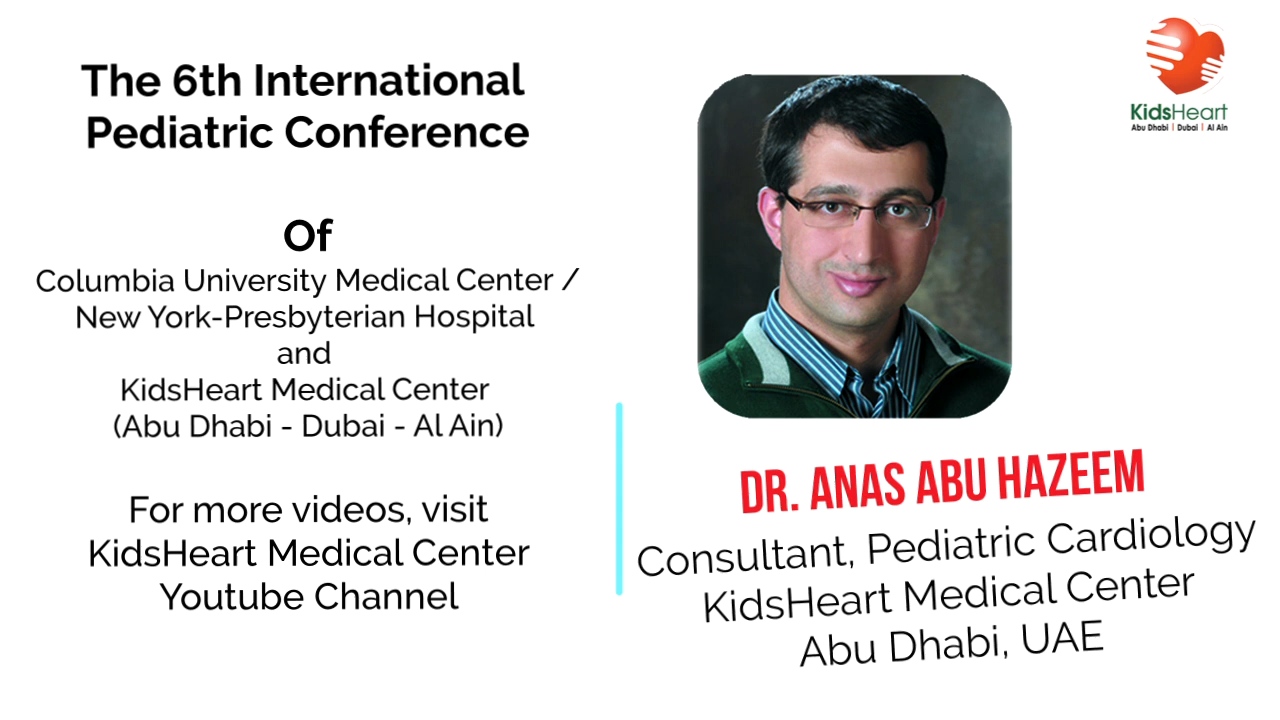 The 6th International
Pediatric Conference
Of
Columbia University Medical Center /
New York-Presbyterian Hospital
and
KidsHeart Medical Center
(Abu Dhabi - Dubai - Al Ain)
For more videos, visit
KidsHeart Medical Center
Youtube Channel
KidsHeart
Abu Dhabi | Dubai | Al Ain
DR. ANAS ABU HAZEEM
Consultant, Pediatric Cardiology
KidsHeart Medical Center
Abu Dhabi, UAE